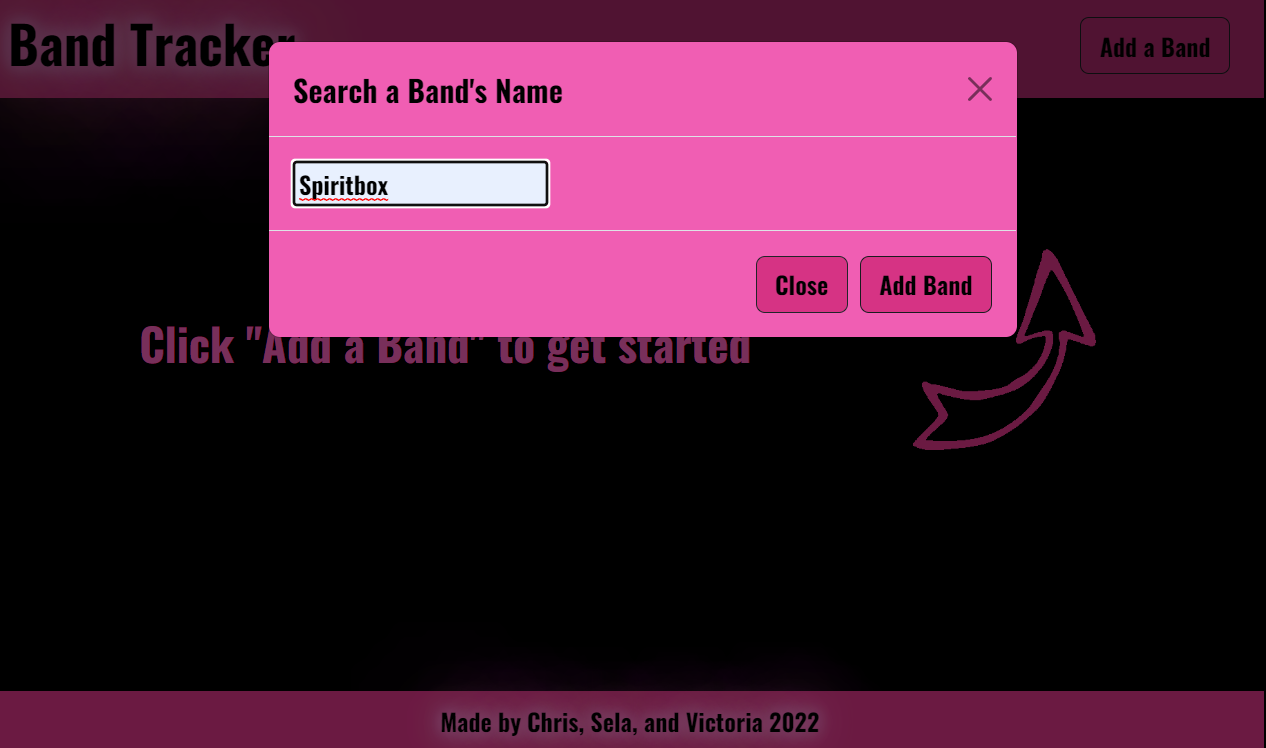 Band Tracker
Add a Band
Search a Band's Name
Spiritbox
Close
Add Band
Click "Add a Band" to get started
Made by Chris, Sela, and Victoria 2022